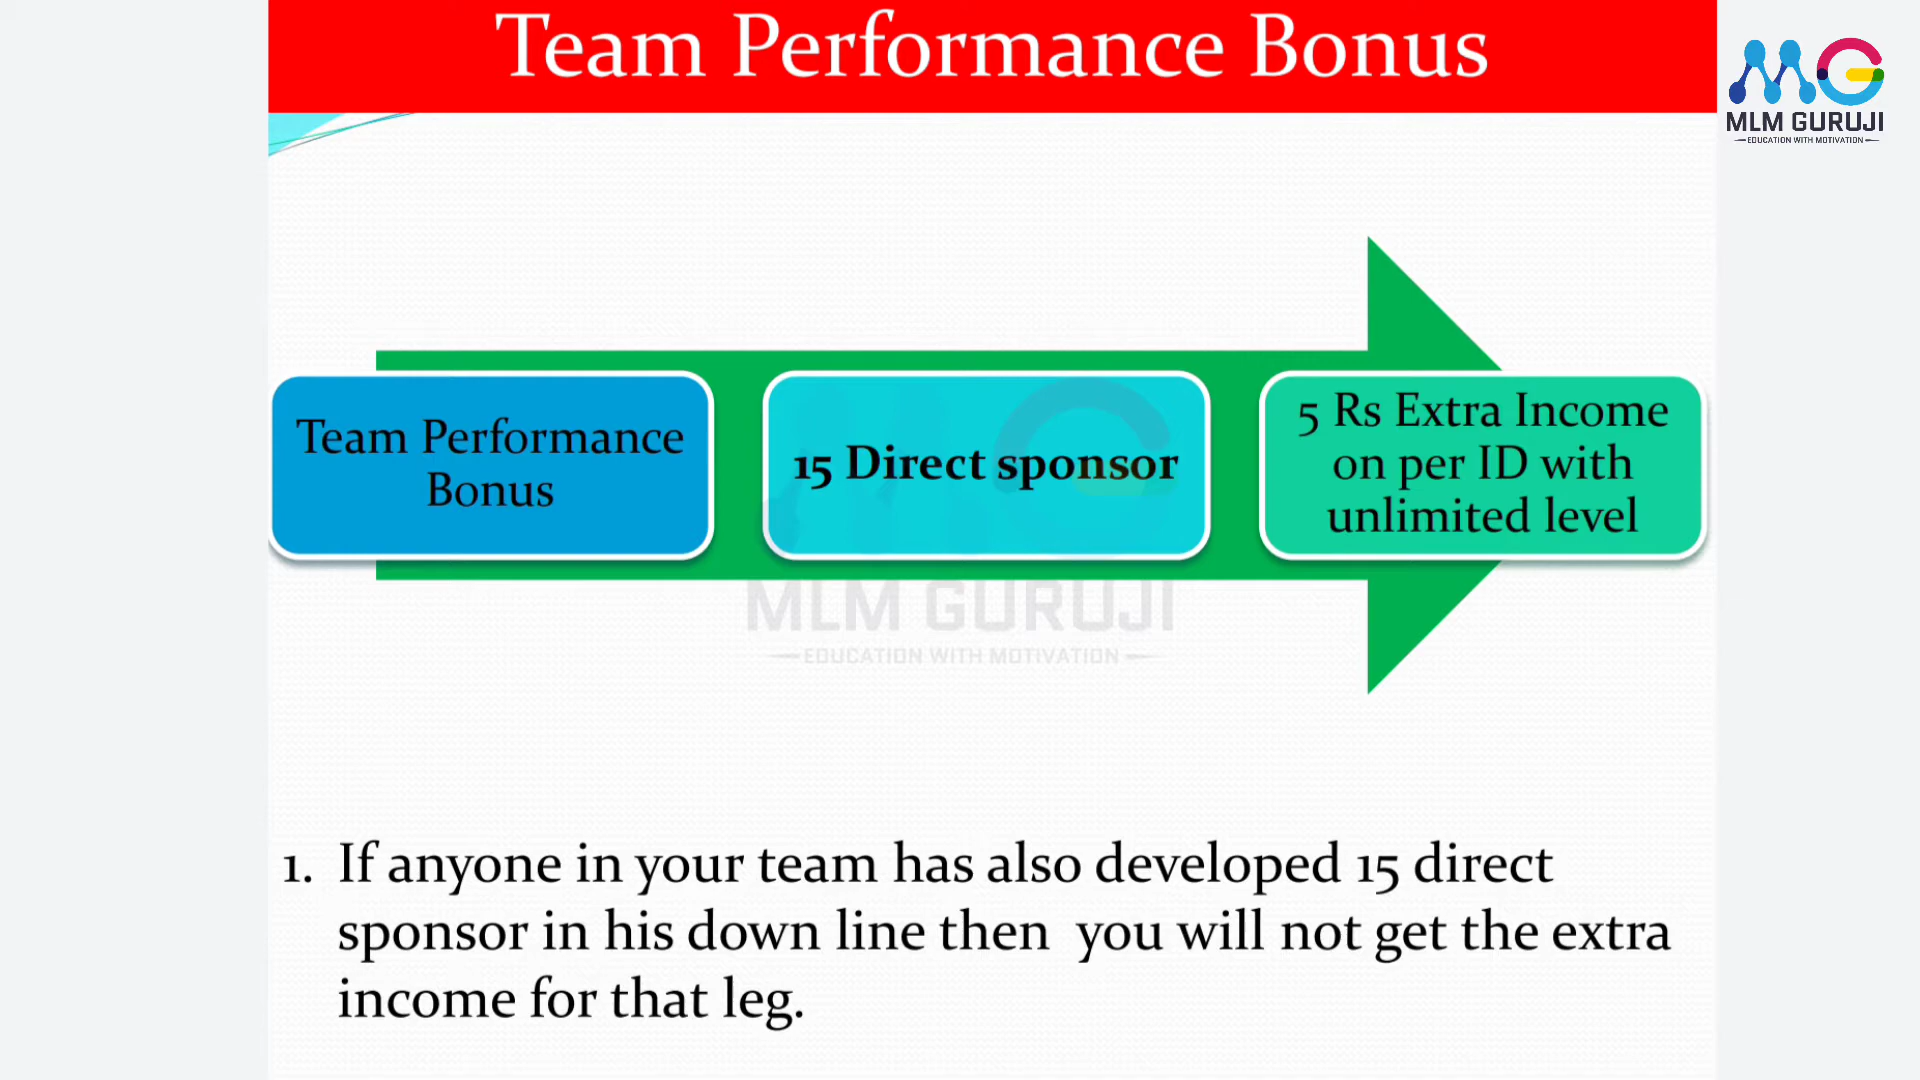 Team Performance Bonus
MLM GURUJI
EDUCATION WITH MOTIVATION
Team Performance
Bonus
15 Direct sponsor
5 Rs Extra Income
on per ID with
unlimited level
MLM GURUJI
EDUCATION WITH MOTIVATION
1. If anyone in your team has also developed 15 direct
sponsor in his down line then you will not get the extra
income for that leg.